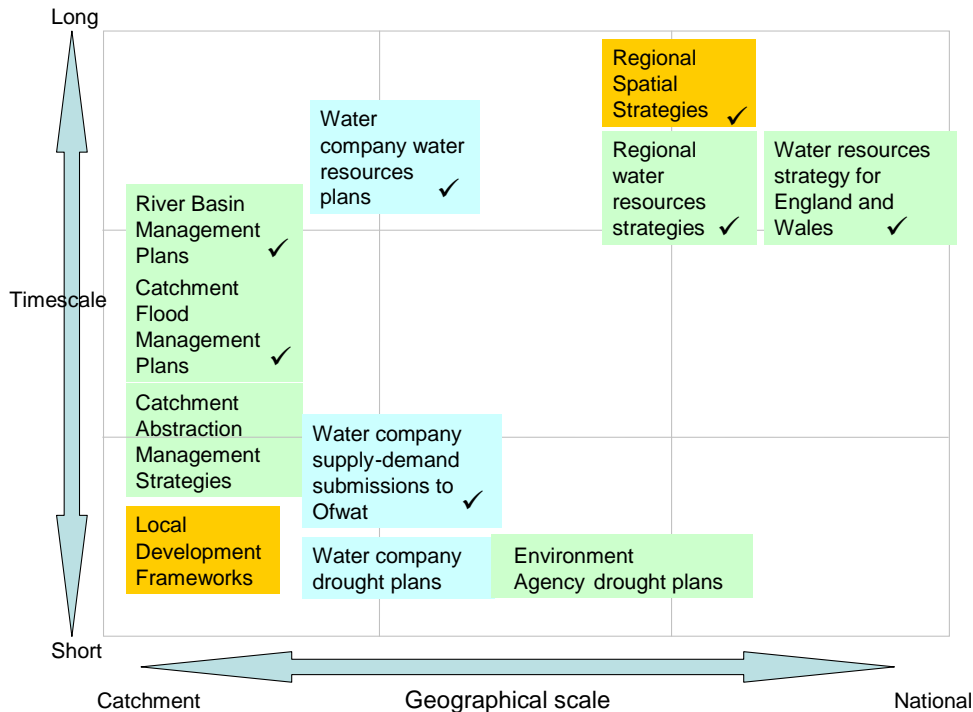 Long
Regional
Spatial
Strategies ✓
Water
company water
resources
plans ✓
Regional
water
resources
strategies ✓
Water resources
strategy for
England and
Wales ✓
River Basin
Management
Plans ✓
Catchment
Flood
Management
Plans ✓
Timescale
Catchment
Abstraction
Management
Strategies
Water company
supply-demand
submissions to
Ofwat ✓
Local
Development
Frameworks
Water company
drought plans
Environment
Agency drought plans
Short
Catchment
Geographical scale
National